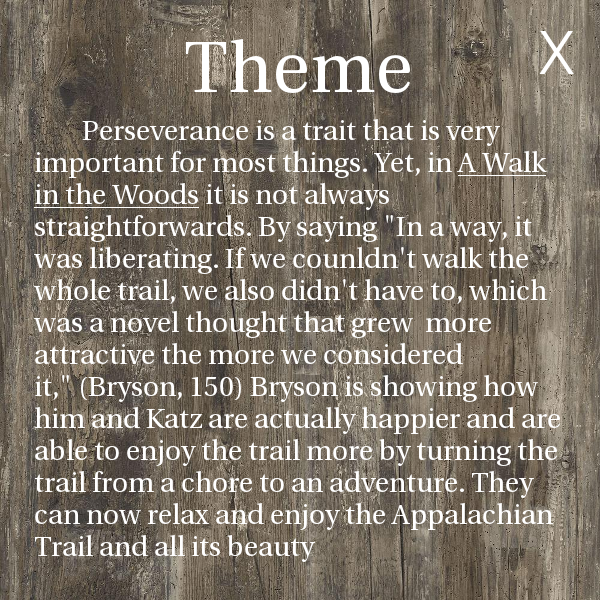 Theme
X
Perseverance is a trait that is very
important for most things. Yet, in A Walk
in the Woods it is not always
straightforwards. By saying "In a way, it
was liberating. If we counldn't walk the
whole trail, we also didn't have to, which
was a novel thought that grew  more
attractive the more we considered
it," (Bryson, 150) Bryson is showing how
him and Katz are actually happier and are
able to enjoy the trail more by turning the
trail from a chore to an adventure. They
can now relax and enjoy the Appalachian
Trail and all its beauty